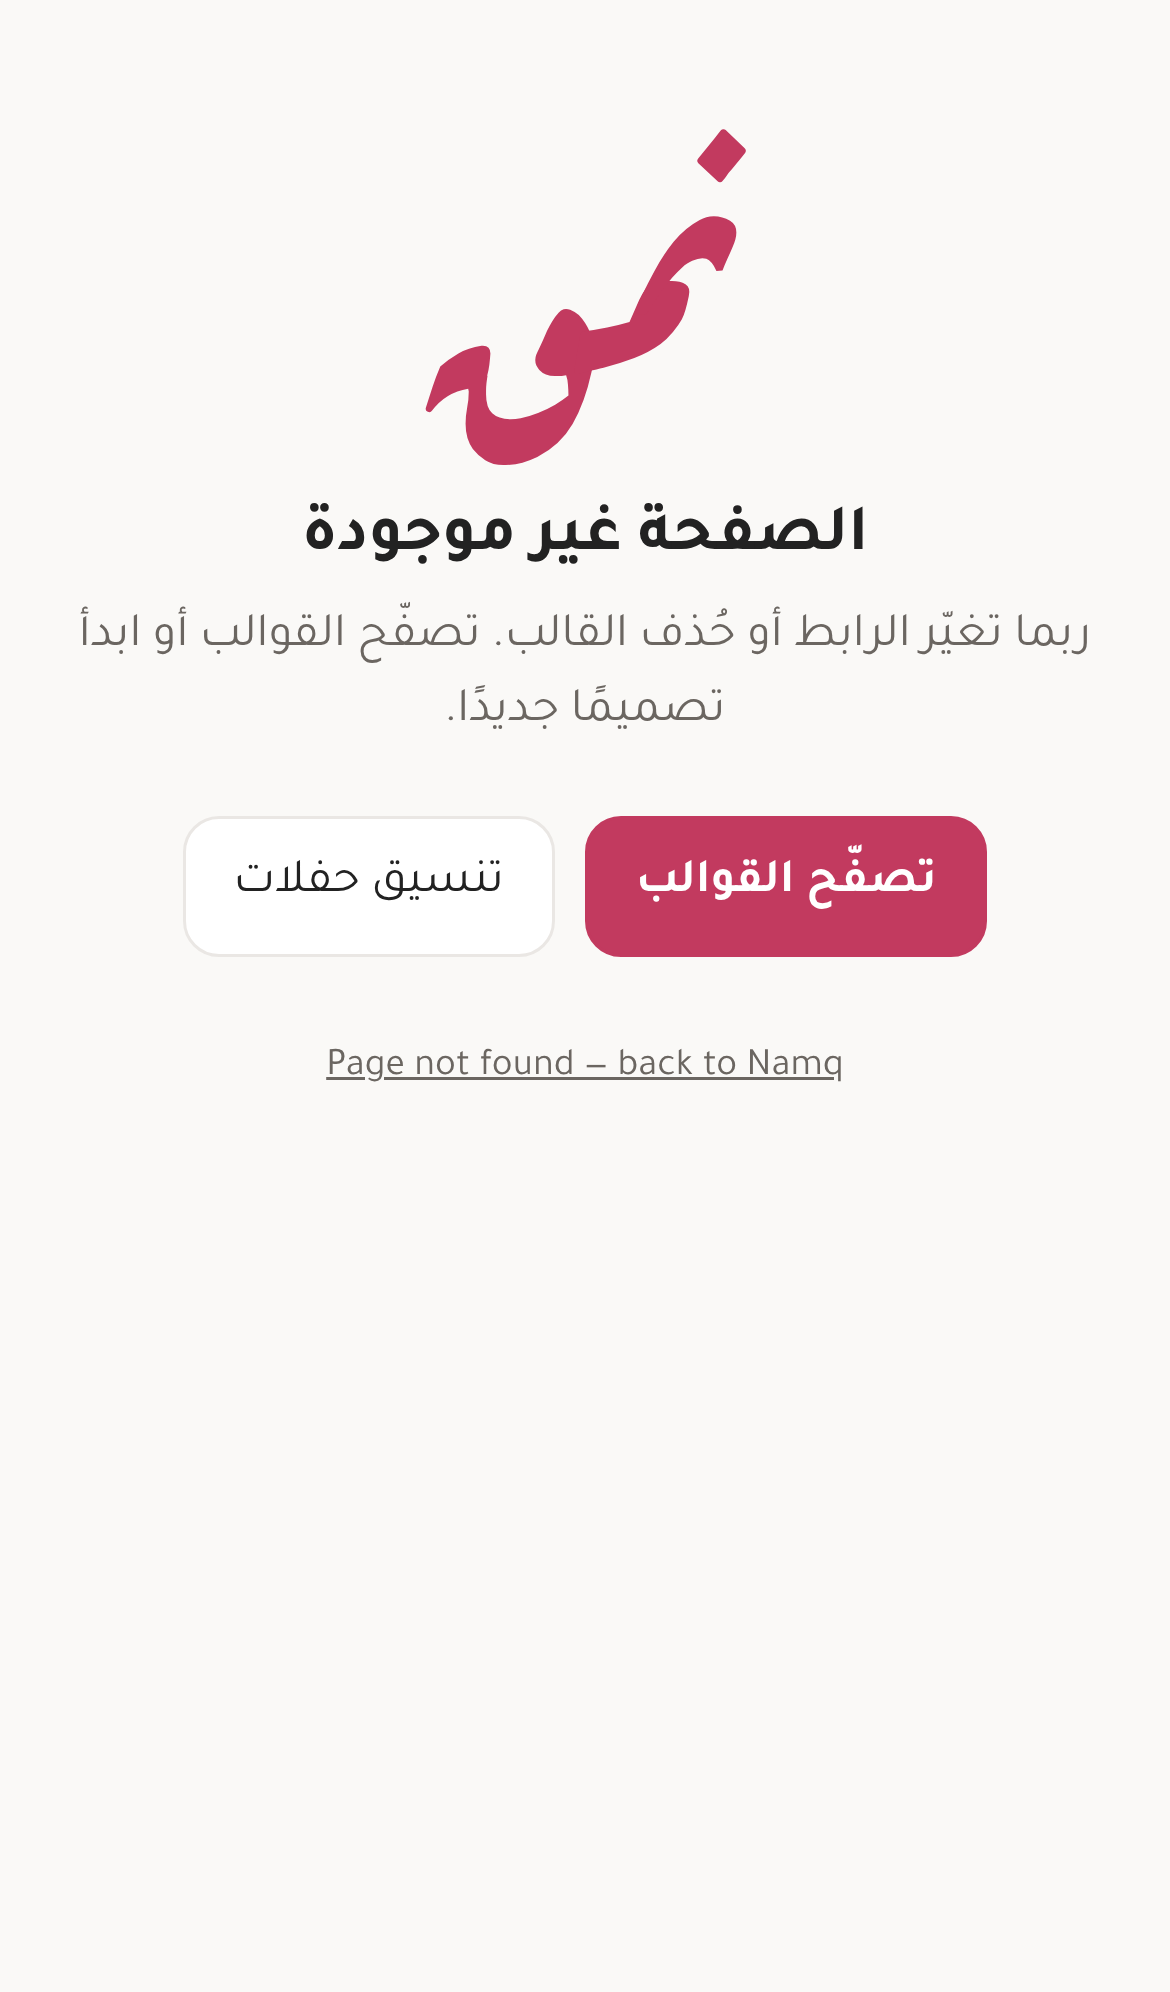 نمق
الصفحة غير موجودة
ربما تغيّر الرابط أو حُذف القالب. تصفّح القوالب أو ابدأ
تصميمًا جديدًا.
تصفّح القوالب
تنسيق حفلات
Page not found – back to Namq